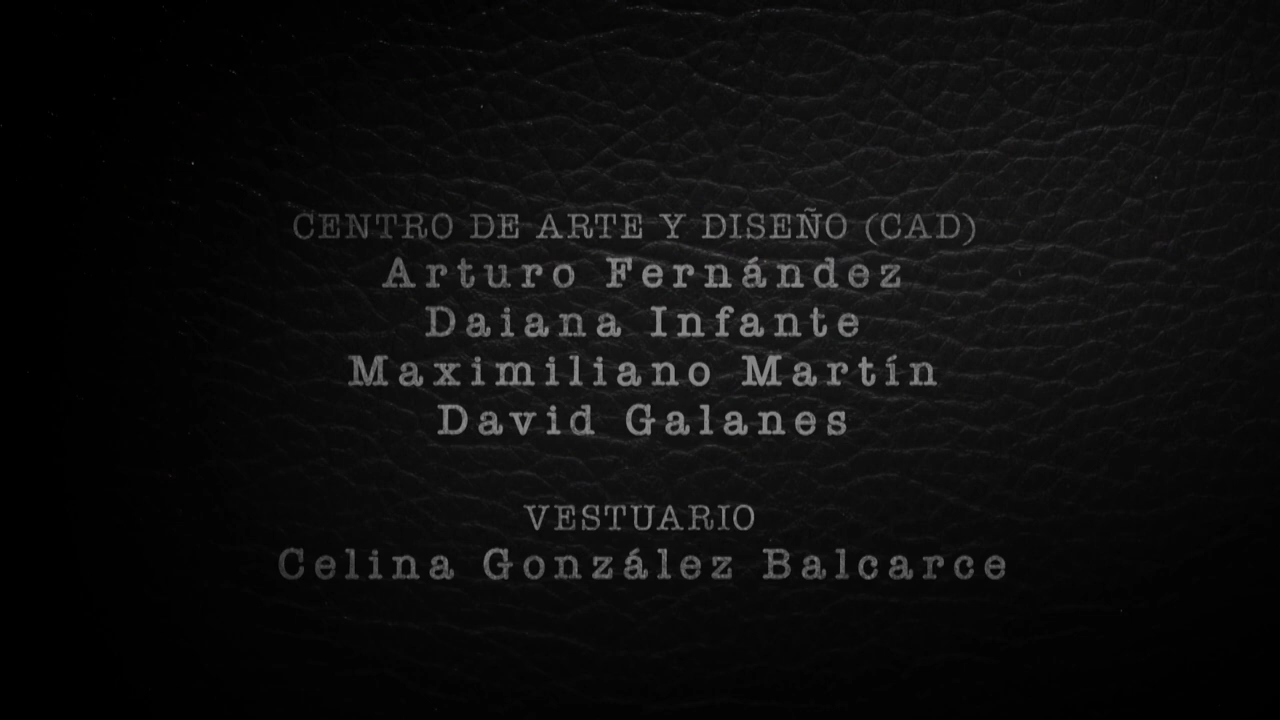 CENTRO DE ARTE Y DISEÑO (CAD)
Arturo Fernández
Daiana Infante
Maximiliano Martín
David Galanes
VESTUARIO
Celina González Balcarce